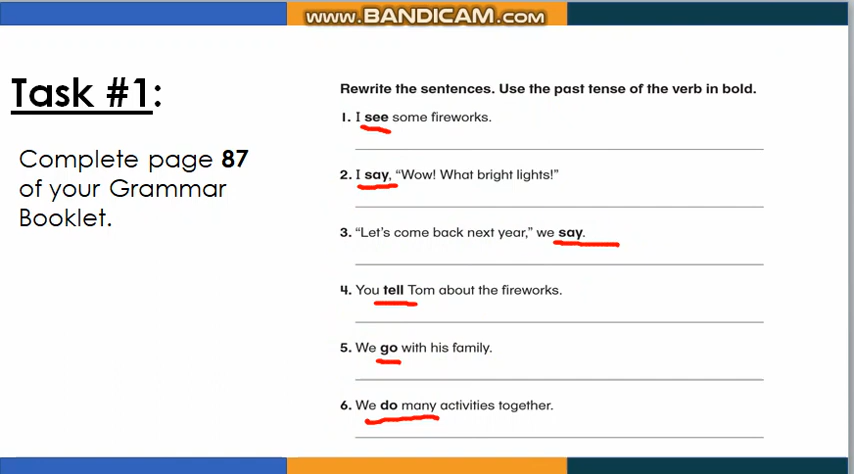 www.BANDICAM.com
Task #1:
Complete page 87
of your Grammar
Booklet.
Rewrite the sentences. Use the past tense of the verb in bold.
1. I see some fireworks.
2. I say, “Wow! What bright lights!”
3. “Let’s come back next year,” we say.
4. You tell Tom about the fireworks.
5. We go with his family.
6. We do many activities together.